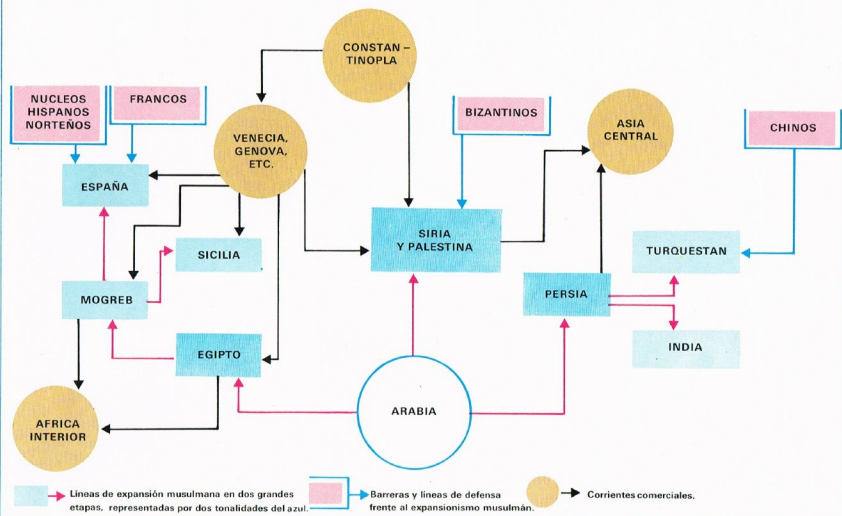 CONSTAN –
TINOPLA
NUCLEOS
HISPANOS
NORTEÑOS
FRANCOS
VENECIA,
GENOVA,
ETC.
BIZANTINOS
ASIA
CENTRAL
CHINOS
ESPAÑA
SICILIA
SIRIA
Y PALESTINA
TURQUESTAN
MOGREB
PERSIA
EGIPTO
INDIA
ARABIA
AFRICA
INTERIOR
Líneas de expansión musulmana en dos grandes
etapas, representadas por dos tonalidades del azul.
Barreras y líneas de defensa
frente al expansionismo musulmán.
Corrientes comerciales.